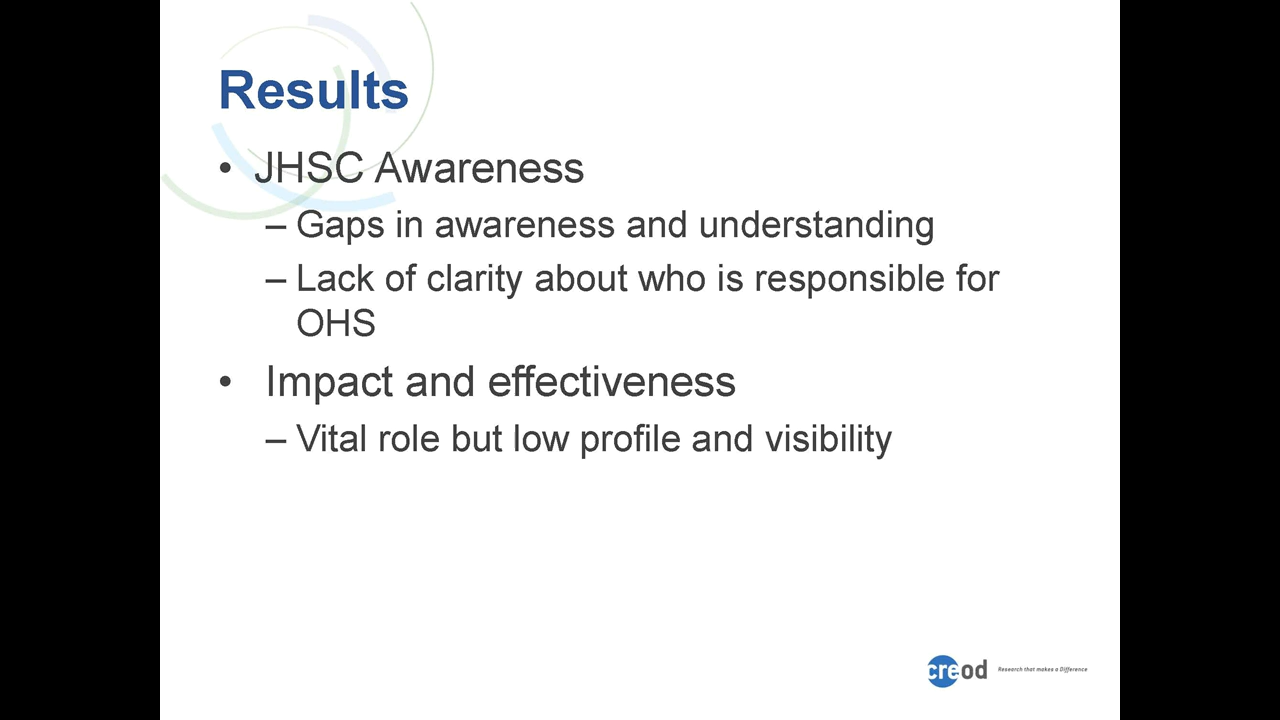 Results
• JHSC Awareness
– Gaps in awareness and understanding
– Lack of clarity about who is responsible for
OHS
• Impact and effectiveness
– Vital role but low profile and visibility
creod Research that makes a Difference